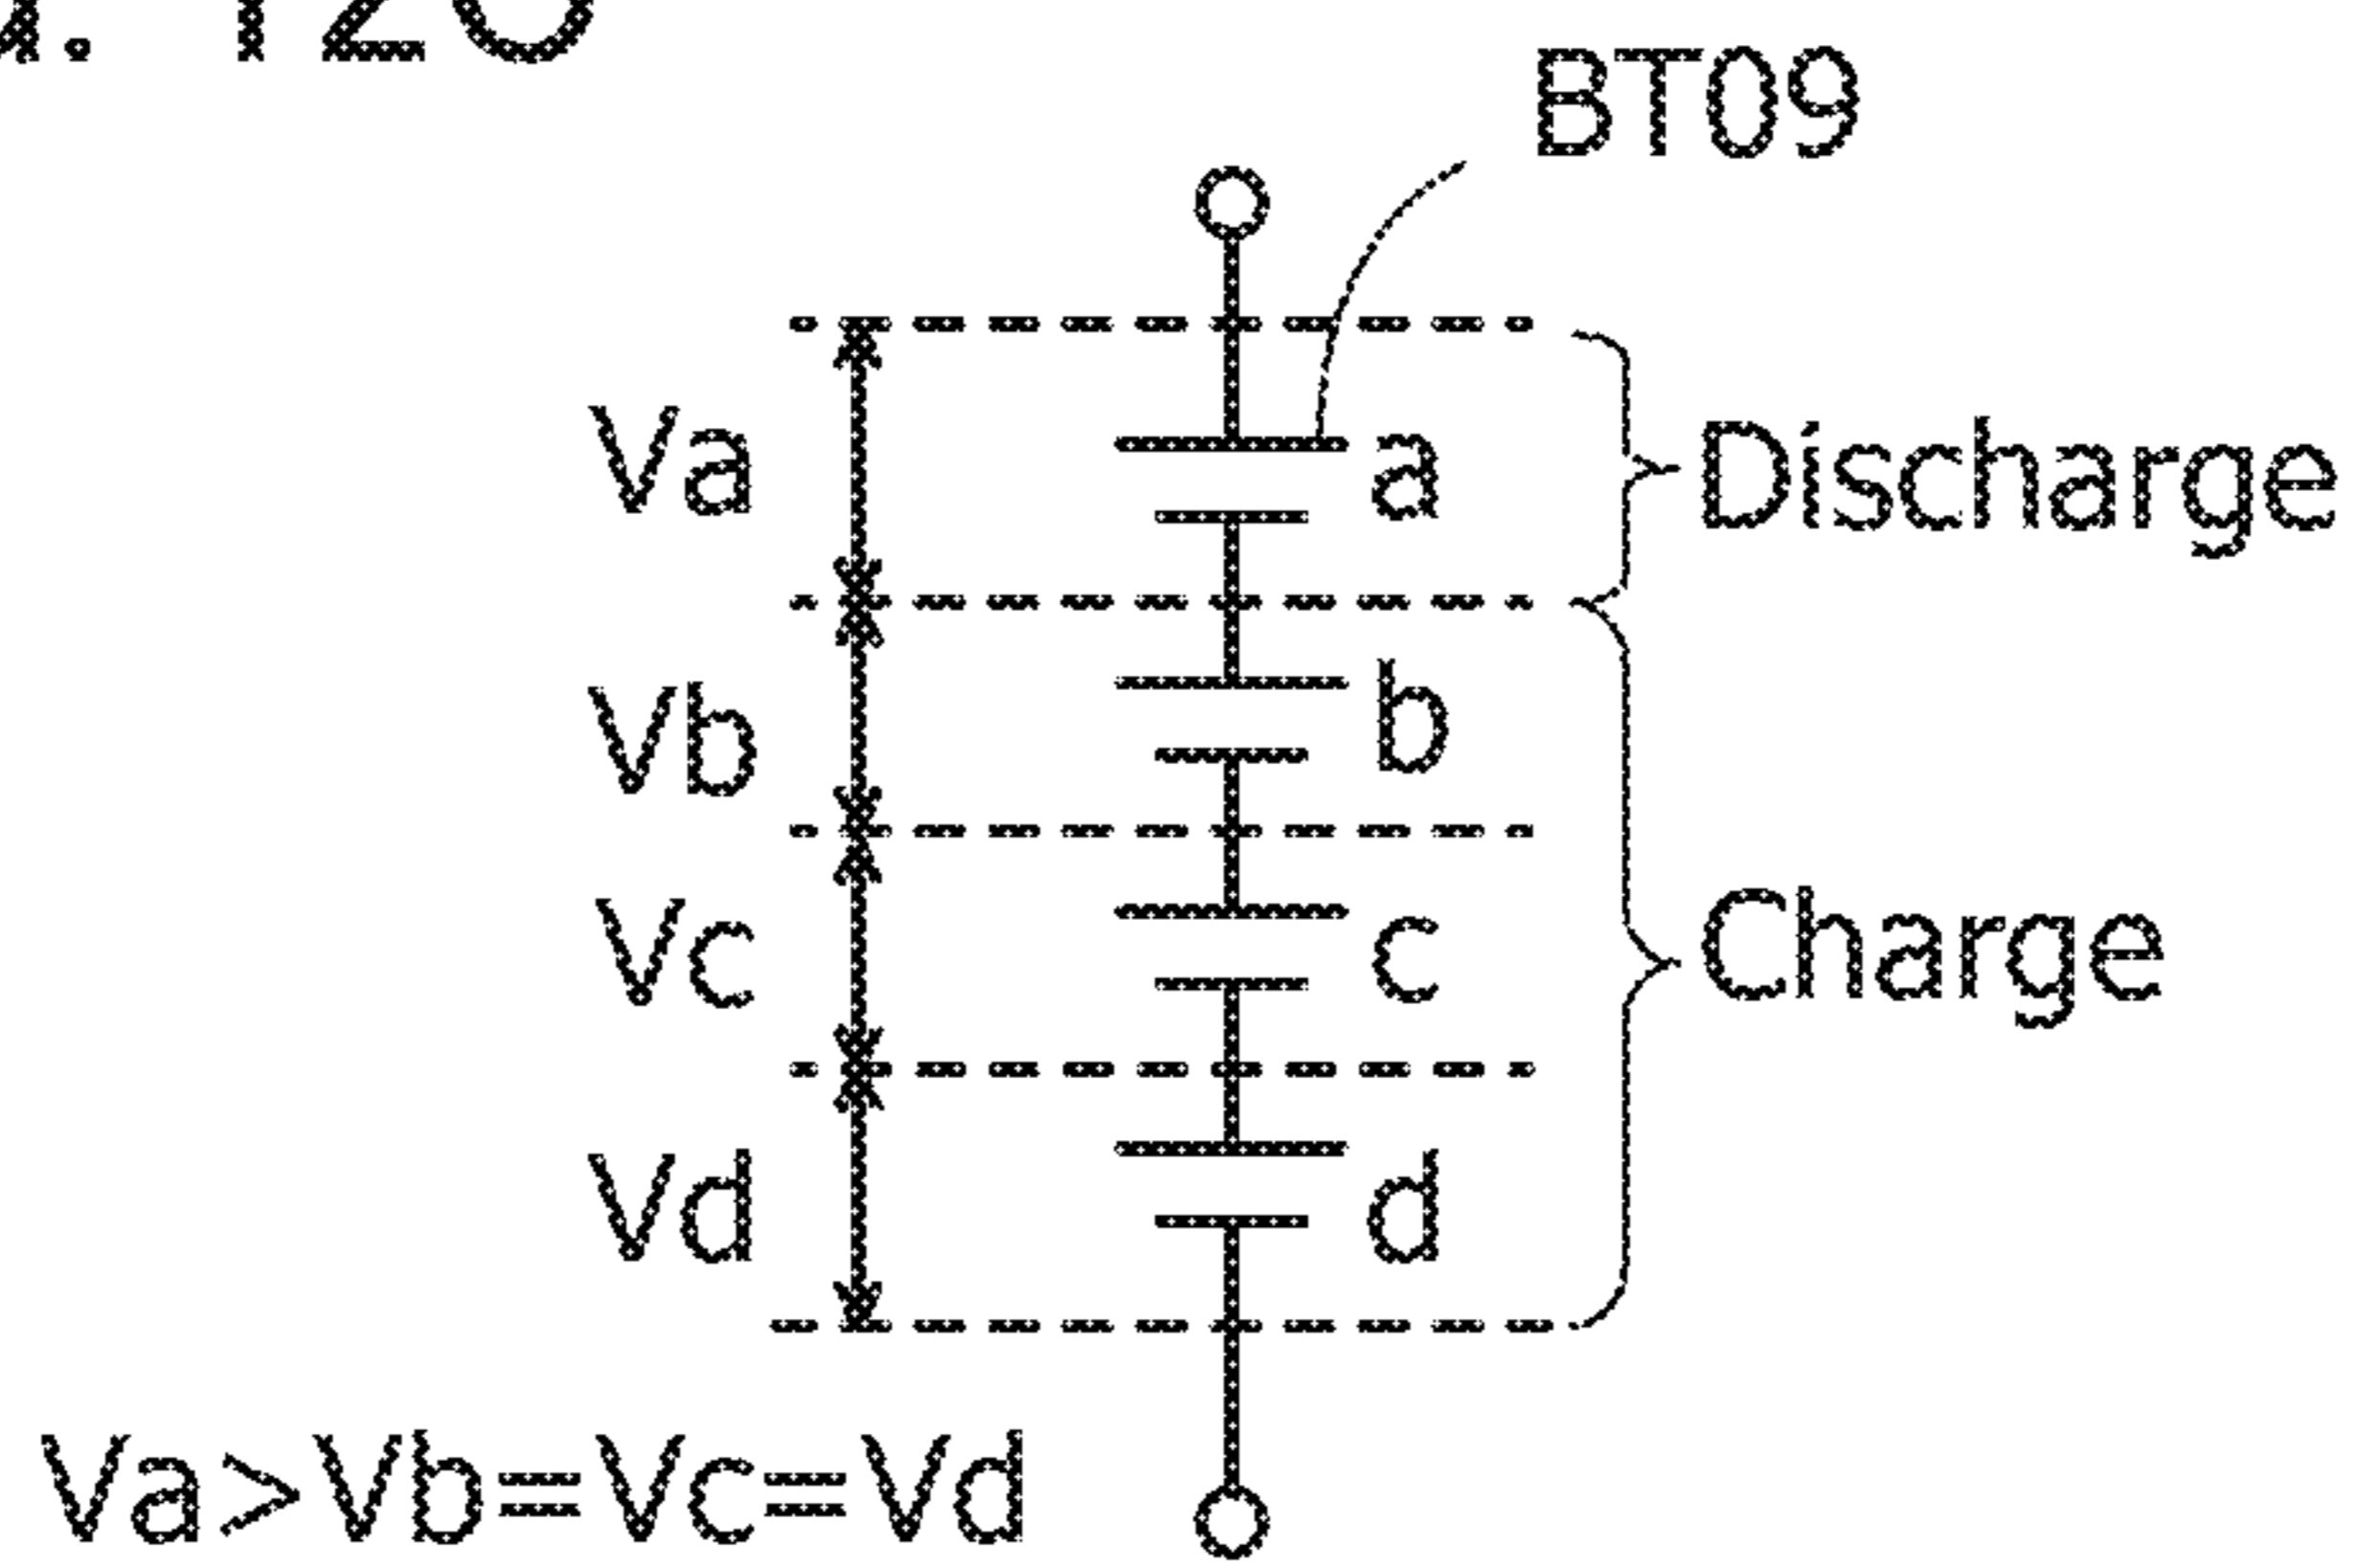 BT09
Va
a
Discharge
Vb
b
Vc
c
Charge
Vd
d
Va>Vb=Vc=Vd